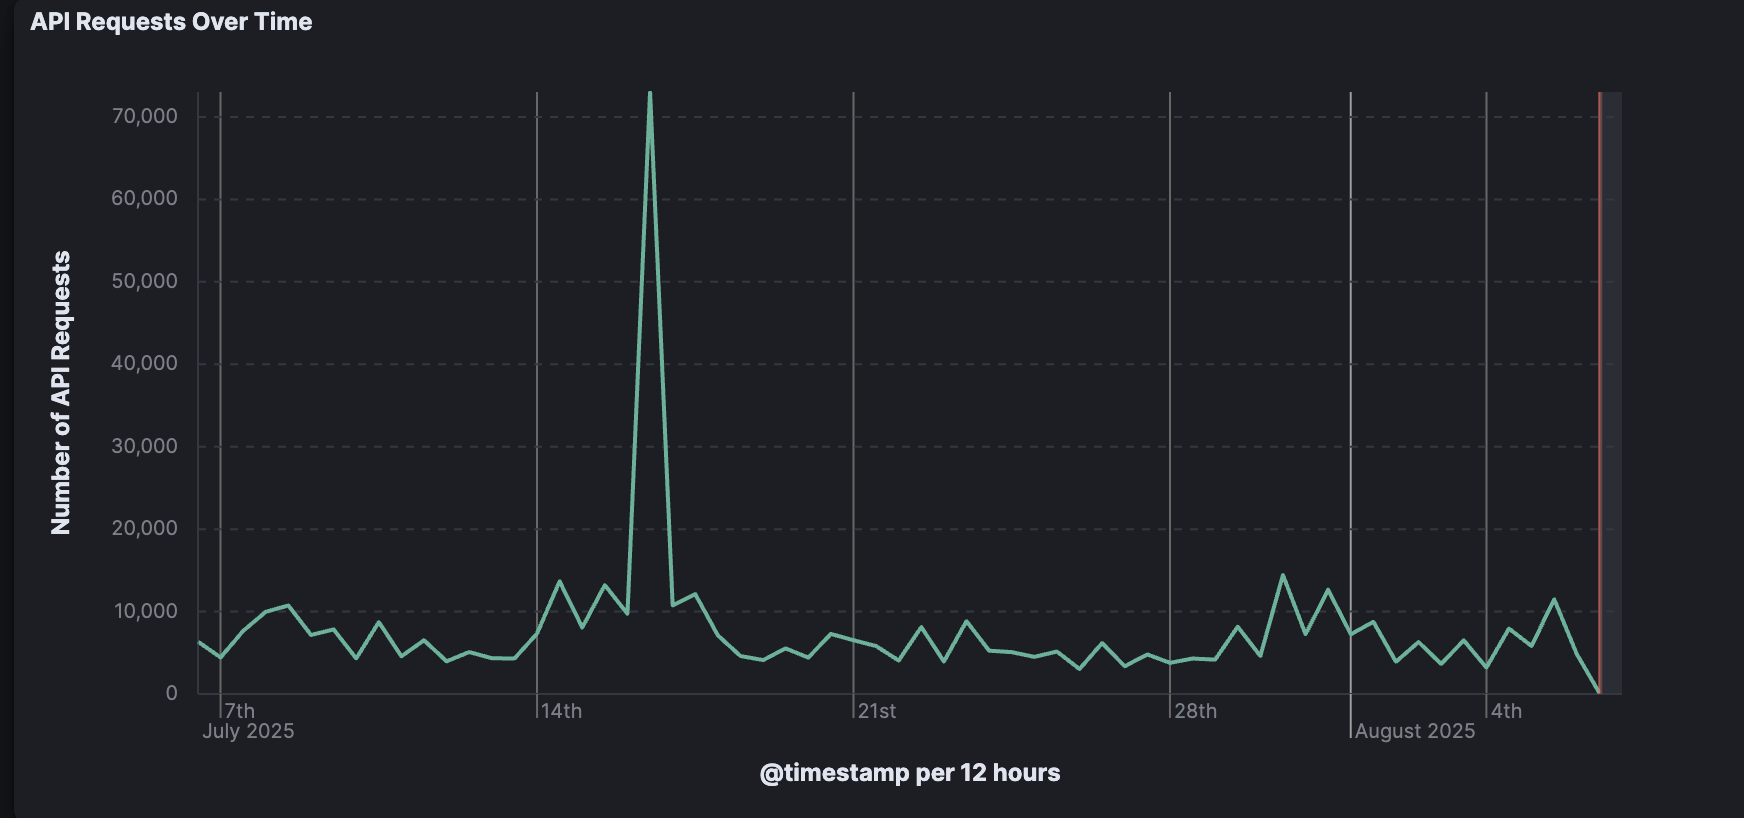 API Requests Over Time
70,000
60,000
50,000
40,000
30,000
20,000
10,000
0
Number of API Requests
7th
14th
21st
28th
4th
July 2025
August 2025
@timestamp per 12 hours